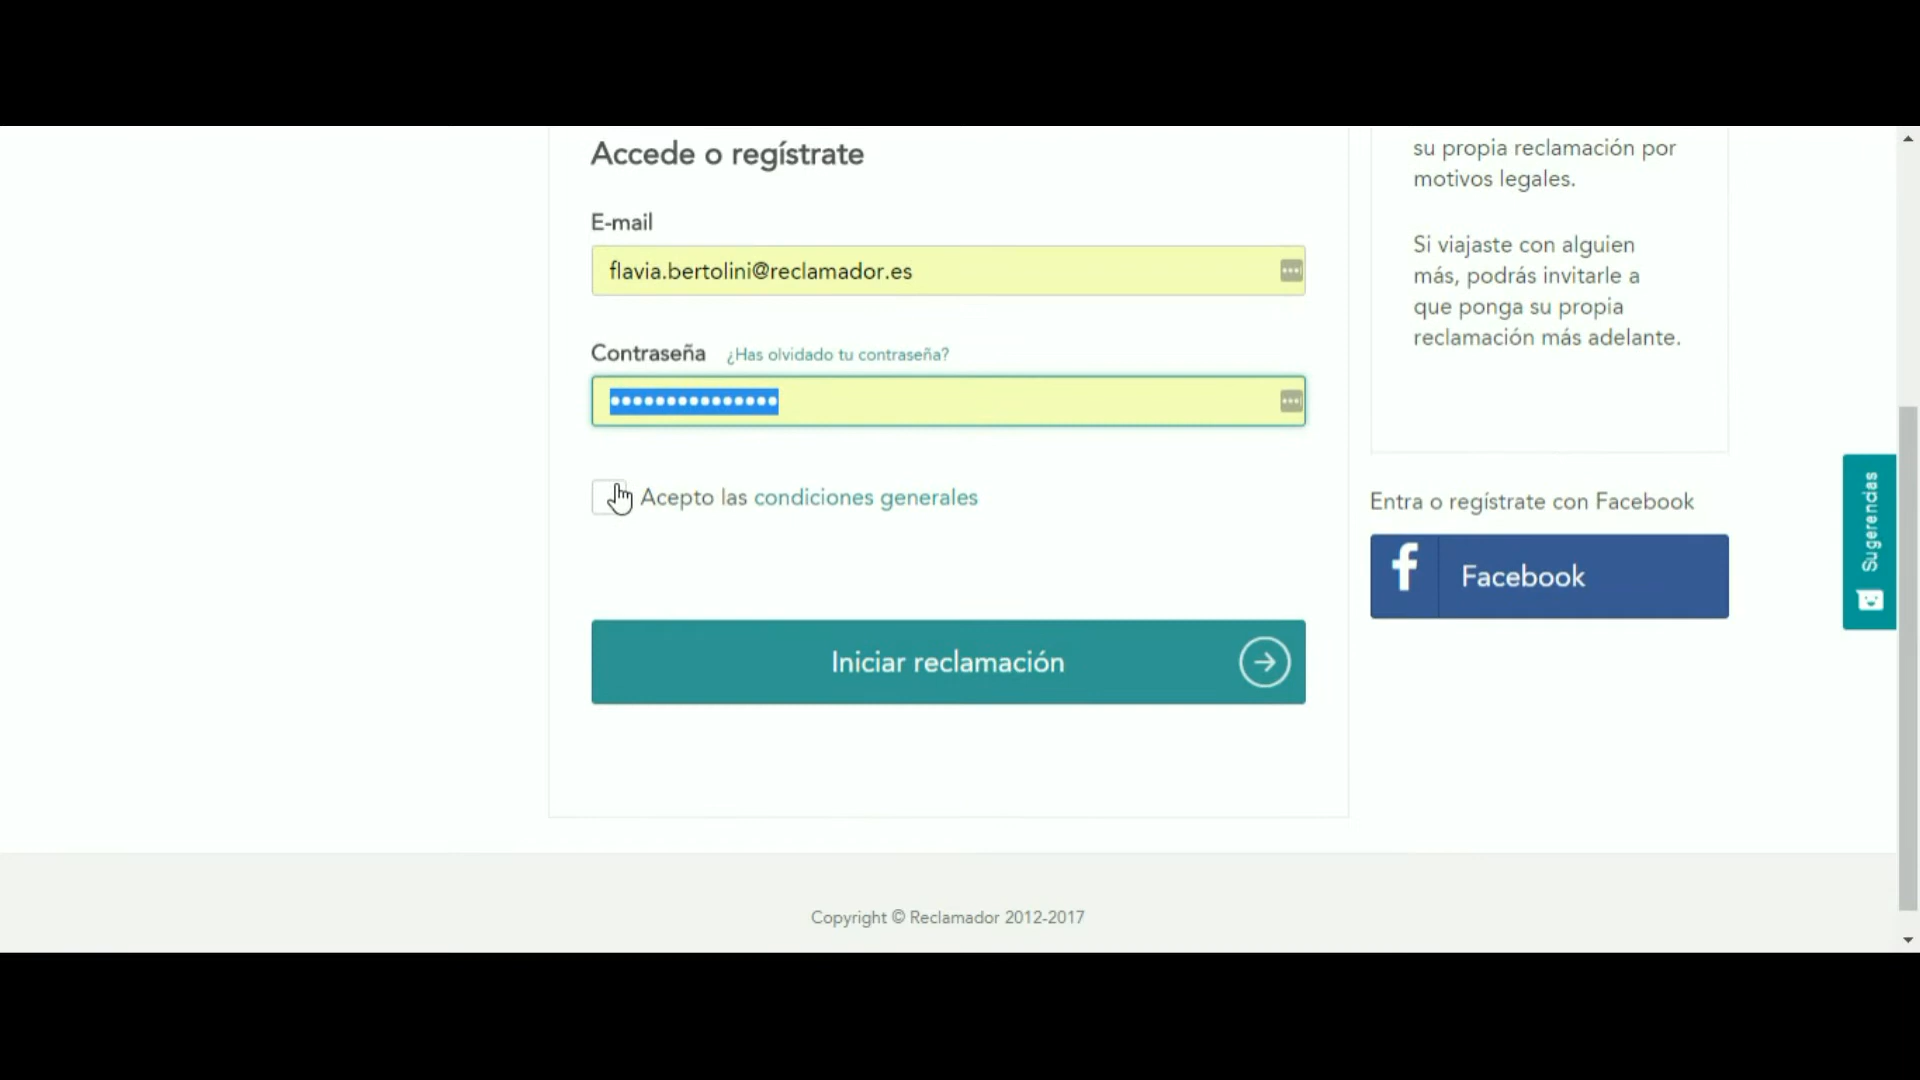 Accede o regístrate
E-mail
flavia.bertolini@reclamador.es
Contraseña ¿Has olvidado tu contraseña?
Acepto las condiciones generales
Iniciar reclamación
su propia reclamación por
motivos legales.
Si viajaste con alguien
más, podrás invitarle a
que ponga su propia
reclamación más adelante.
Entra o regístrate con Facebook
f Facebook
Sugerencias
Copyright © Reclamador 2012-2017